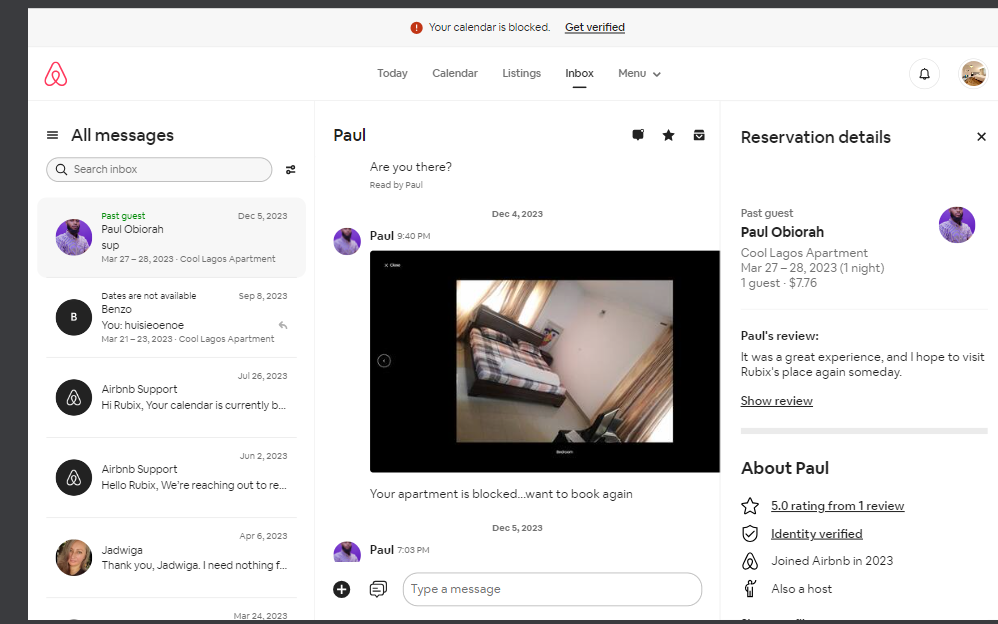 Your calendar is blocked. Get verified
Today Calendar Listings Inbox Menu
All messages
Search inbox
Past guest Dec 5, 2023
Paul Obiorah
sup
Mar 27 – 28, 2023 · Cool Lagos Apartment
Dates are not available Sep 8, 2023
B
Benzo
You: huisieoenoe
Mar 21 – 23, 2023 · Cool Lagos Apartment
Jul 26, 2023
Airbnb Support
Hi Rubix, Your calendar is currently b...
Jun 2, 2023
Airbnb Support
Hello Rubix, We're reaching out to re...
Apr 6, 2023
Jadwiga
Thank you, Jadwiga. I need nothing f...
Mar 24, 2023
Paul
Are you there?
Read by Paul
Dec 4, 2023
Paul 9:40 PM
X Close
Bedroom
Your apartment is blocked...want to book again
Dec 5, 2023
Paul 7:03 PM
Type a message
Reservation details
Past guest
Paul Obiorah
Cool Lagos Apartment
Mar 27 – 28, 2023 (1 night)
1 guest · $7.76
Paul's review:
It was a great experience, and I hope to visit
Rubix's place again someday.
Show review
About Paul
5.0 rating from 1 review
Identity verified
Joined Airbnb in 2023
Also a host